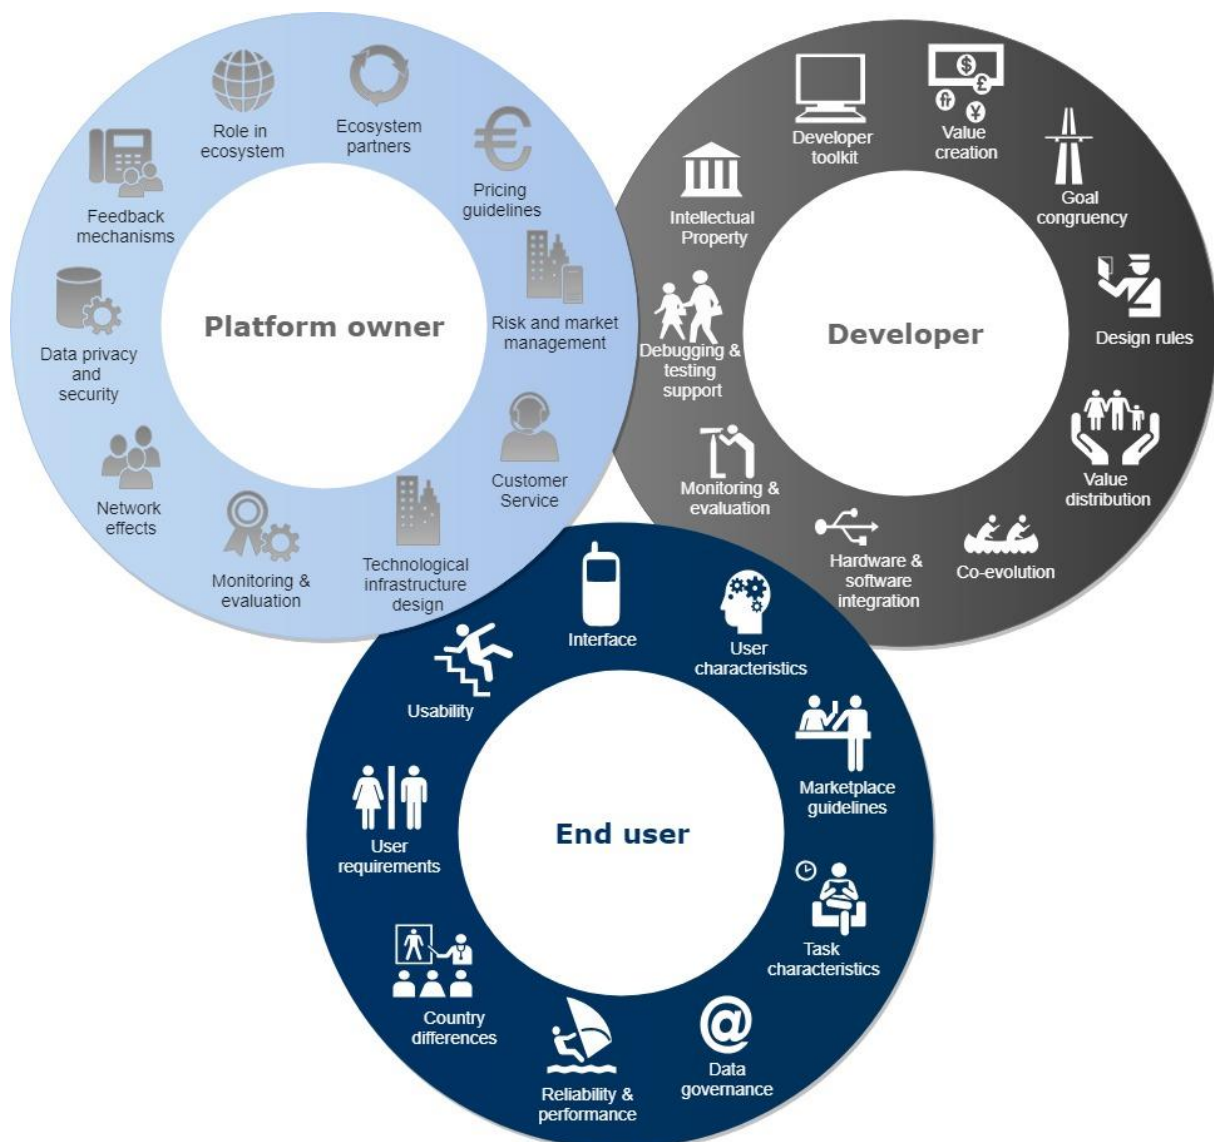 Role in
ecosystem
Ecosystem
partners
Pricing
guidelines
Risk and market
management
Customer
Service
Technological
infrastructure
design
Monitoring &
evaluation
Network
effects
Data privacy
and
security
Feedback
mechanisms
Platform owner
Developer
toolkit
$
£
fr
¥
Value
creation
Goal
congruency
Design rules
Value
distribution
Co-evolution
Hardware &
software
integration
Monitoring &
evaluation
Debugging &
testing
support
Intellectual
Property
Developer
Interface
User
characteristics
Marketplace
guidelines
Task
characteristics
@
Data
governance
Reliability &
performance
Country
differences
User
requirements
Usability
End user